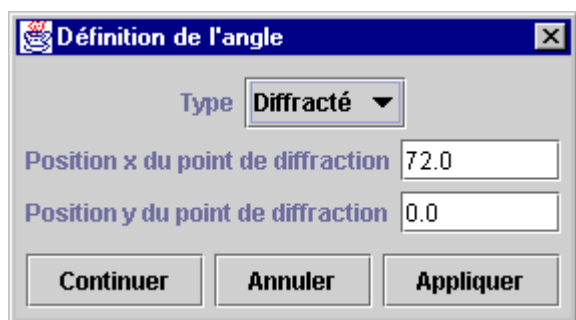 Définition de l'angle
Type Diffracté
Position x du point de diffraction 72.0
Position y du point de diffraction 0.0
Continuer Annuler Appliquer